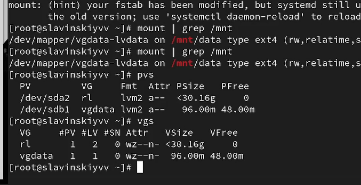 mount: (hint) your fstab has been modified, but systemd still u
the old version; use 'systemctl daemon-reload' to reload
[root@slavinskiyvv ~]# mount | grep /mnt
/dev/mapper/vgdata-lvdata on /mnt/data type ext4 (rw,relatime,s
[root@slavinskiyvv ~]# mount | grep /mnt
/dev/mapper/vgdata-lvdata on /mnt/data type ext4 (rw,relatime,s
[root@slavinskiyvv ~]# pvs
PV VG Fmt Attr PSize PFree
/dev/sda2 rl lvm2 a-- <30.16g 0
/dev/sdb1 vgdata lvm2 a-- 96.00m 48.00m
[root@slavinskiyvv ~]# vgs
VG #PV #LV #SN Attr VSize VFree
rl 1 2 0 wz--n- <30.16g 0
vgdata 1 1 0 wz--n- 96.00m 48.00m
[root@slavinskiyvv ~]#